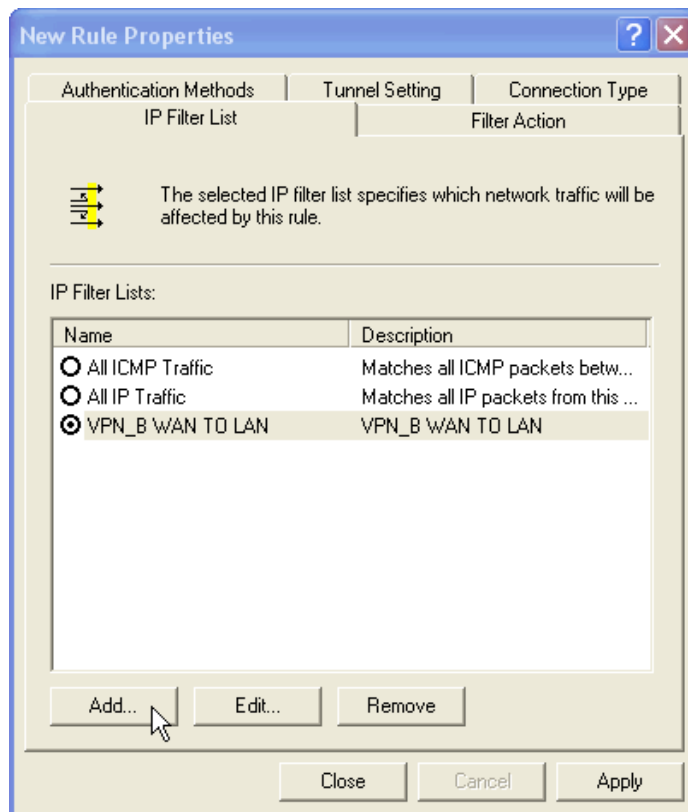 New Rule Properties
Authentication Methods Tunnel Setting Connection Type
IP Filter List Filter Action
The selected IP filter list specifies which network traffic will be
affected by this rule.
IP Filter Lists:
Name Description
All ICMP Traffic Matches all ICMP packets betw...
All IP Traffic Matches all IP packets from this ...
VPN_B WAN TO LAN VPN_B WAN TO LAN
Add... Edit... Remove
Close Cancel Apply